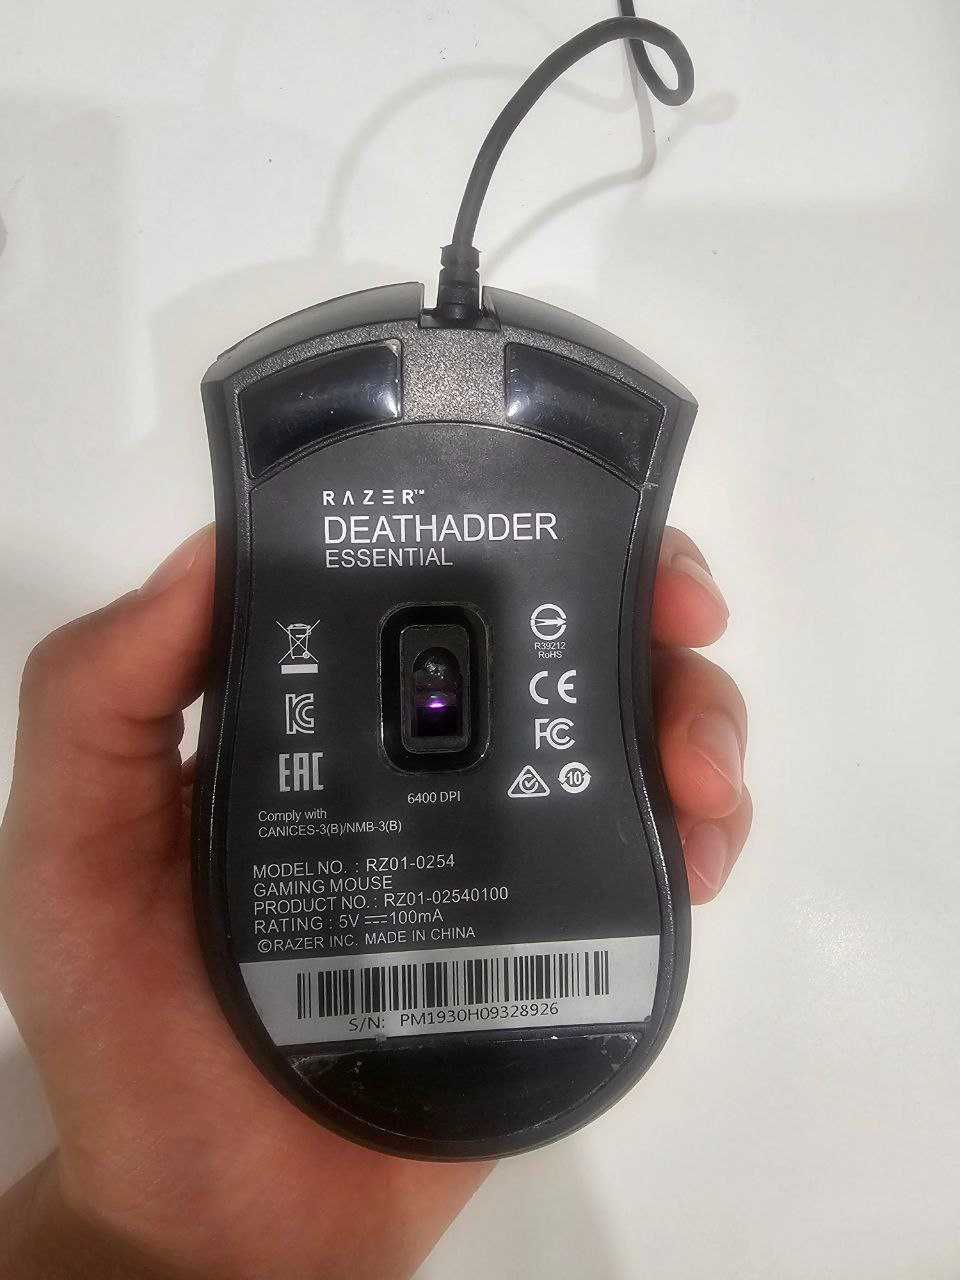 RAZER™
DEATHADDER
ESSENTIAL
R39212
RoHS
CE
FC
EAC
10
6400 DPI
Comply with
CANICES-3(B)/NMB-3(B)
MODEL NO. : RZ01-0254
GAMING MOUSE
PRODUCT NO. : RZ01-02540100
RATING : 5V ⎓ 100mA
©RAZER INC. MADE IN CHINA
S/N: PM1930H09328926